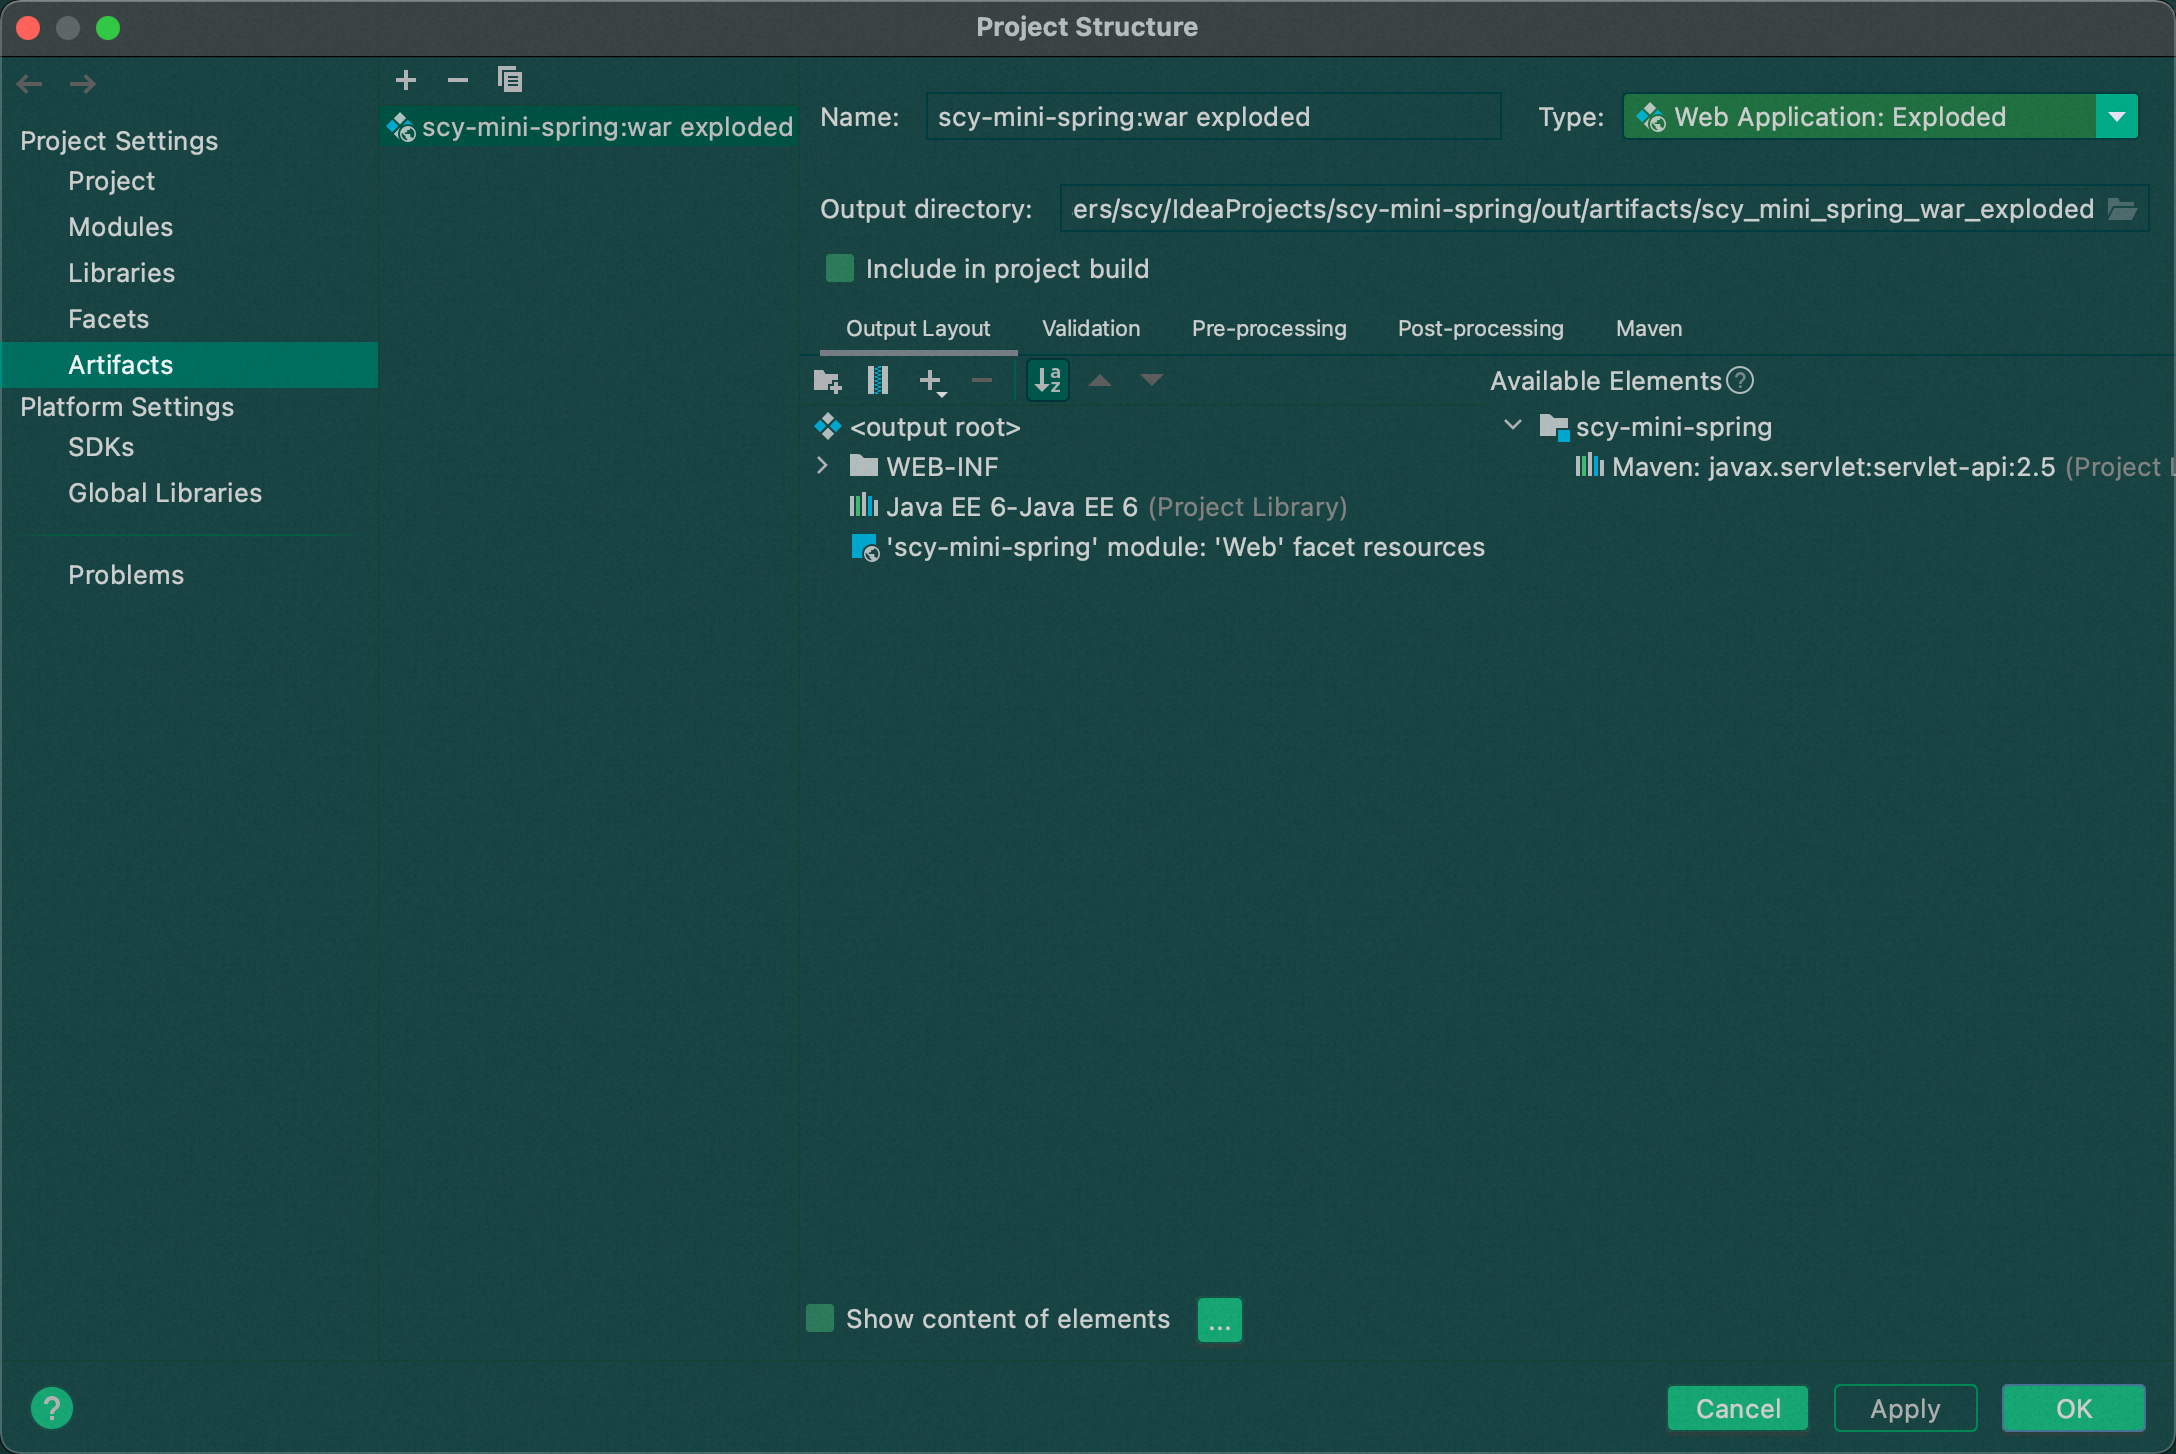 Project Structure
Project Settings
Project
Modules
Libraries
Facets
Artifacts
Platform Settings
SDKs
Global Libraries
Problems
scy-mini-spring:war exploded
Name: scy-mini-spring:war exploded Type: Web Application: Exploded
Output directory: ers/scy/IdeaProjects/scy-mini-spring/out/artifacts/scy_mini_spring_war_exploded
Include in project build
Output Layout Validation Pre-processing Post-processing Maven
a
z
<output root>
WEB-INF
Java EE 6-Java EE 6 (Project Library)
'scy-mini-spring' module: 'Web' facet resources
Available Elements ?
scy-mini-spring
Maven: javax.servlet:servlet-api:2.5 (Project
Show content of elements ...
? Cancel Apply OK